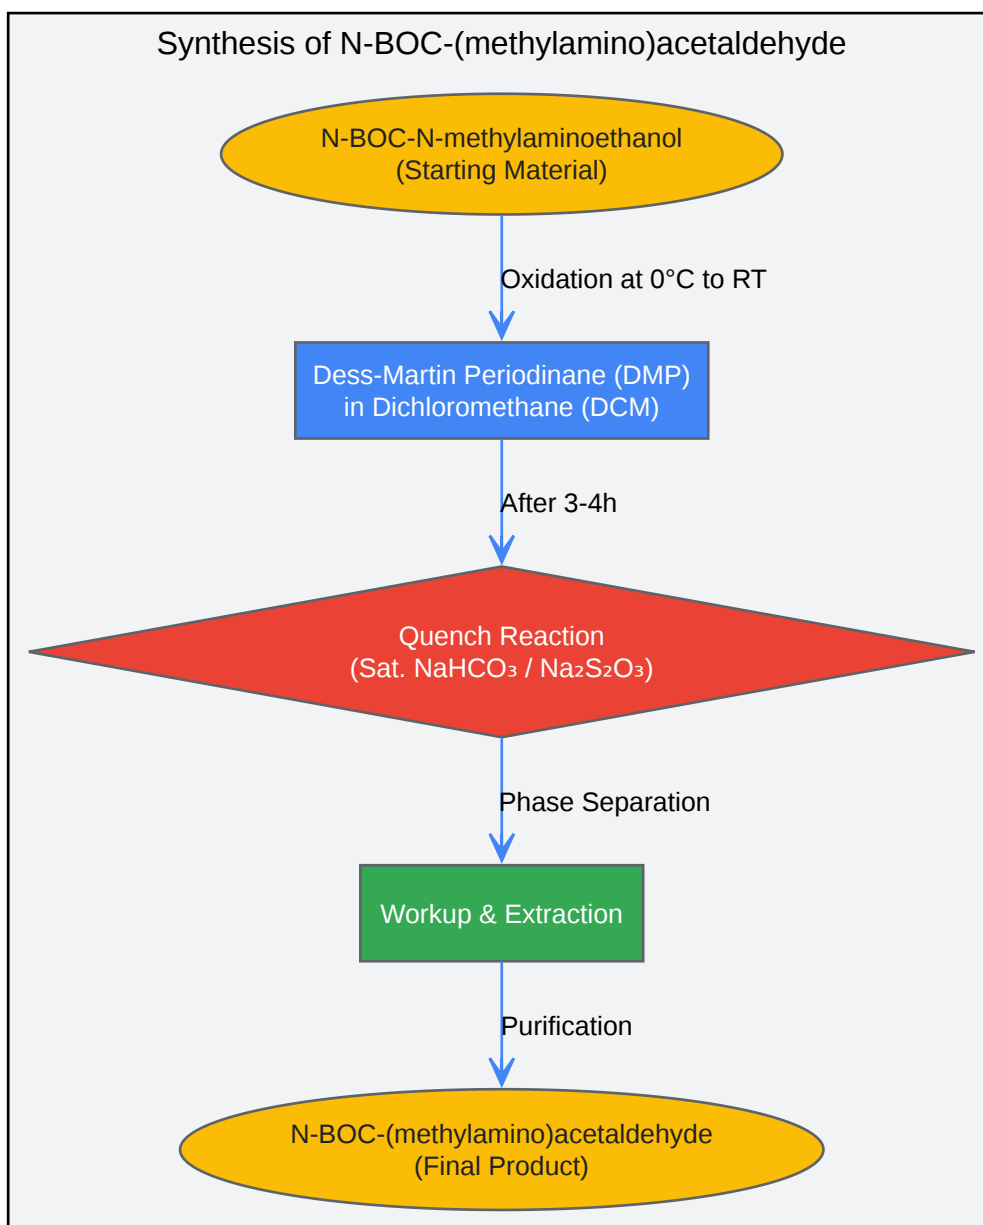 Synthesis of N-BOC-(methylamino)acetaldehyde
N-BOC-N-methylaminoethanol
(Starting Material)
Oxidation at 0°C to RT
Dess-Martin Periodinane (DMP)
in Dichloromethane (DCM)
After 3-4h
Quench Reaction
(Sat. NaHCO₃ / Na₂S₂O₃)
Phase Separation
Workup & Extraction
Purification
N-BOC-(methylamino)acetaldehyde
(Final Product)